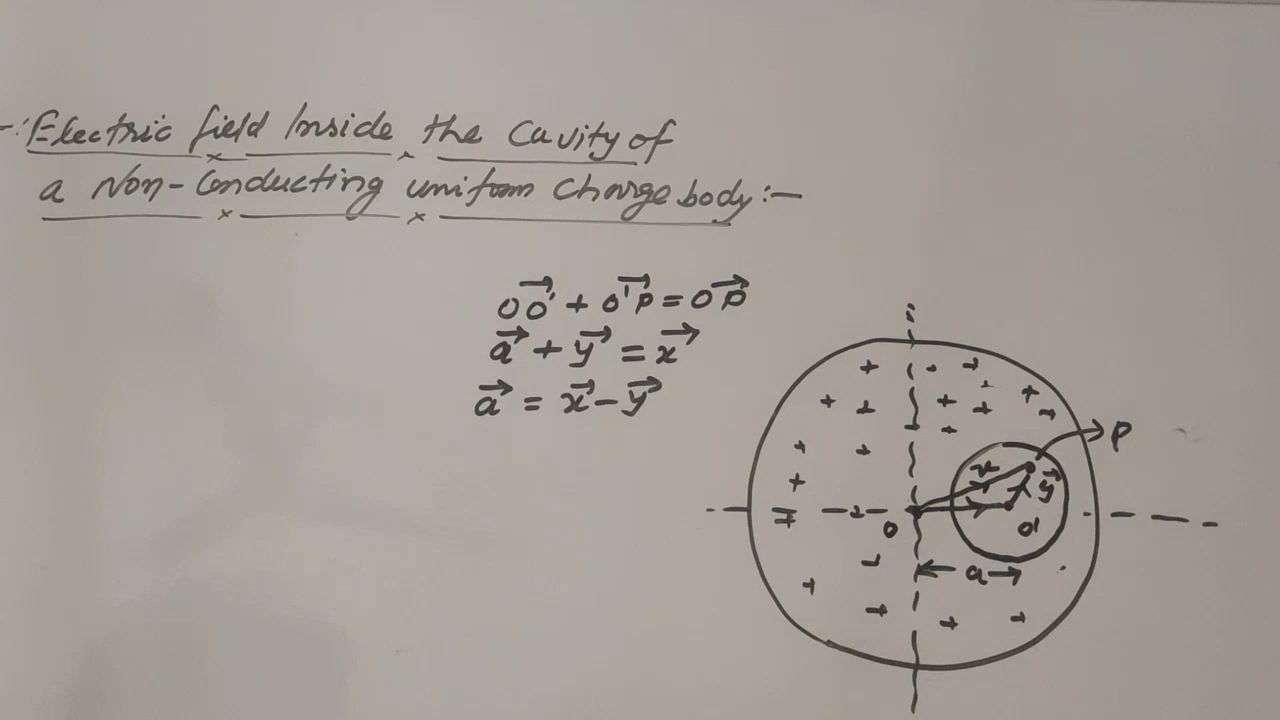 Electric field Inside the Cavity of
a Non-Conducting uniform Charge body:-
OO⃗' + O'P⃗ = OP⃗
a⃗ + y⃗ = x⃗
a⃗ = x⃗ - y⃗
P
x
y⃗
O
O'
a